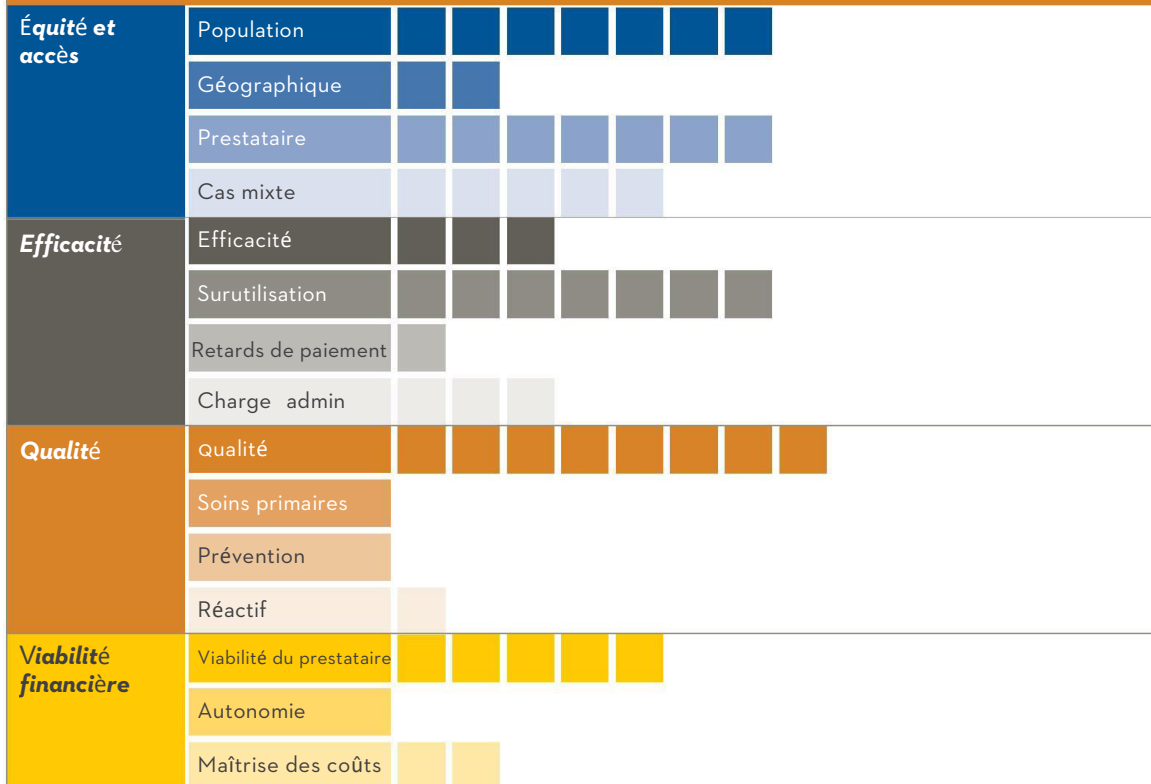 Équité et
accès
Population
Géographique
Prestataire
Cas mixte
Efficacité
Efficacité
Surutilisation
Retards de paiement
Charge admin
Qualité
Qualité
Soins primaires
Prévention
Réactif
Viabilité
financière
Viabilité du prestataire
Autonomie
Maîtrise des coûts